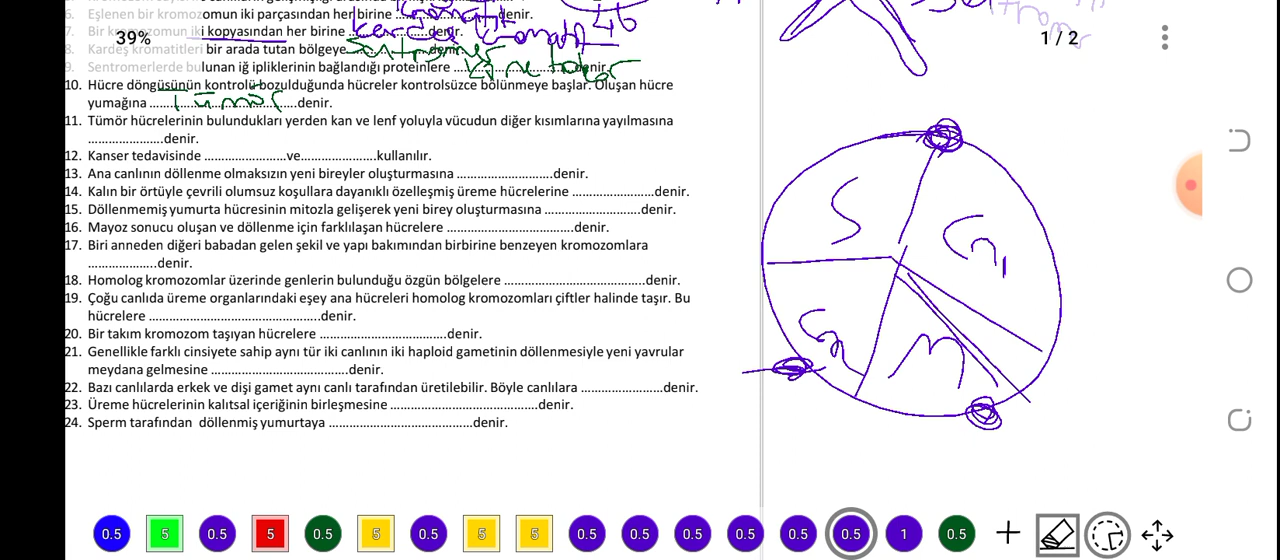 6. Eşlenen bir kromozomun iki parçasından her birine ......................denir.
7. Bir kromozomun iki kopyasından her birine ......................denir.
kardeş kromatit
46
8. Kardeş kromatitleri bir arada tutan bölgeye......................denir.
Sentromer
9. Sentromerlerde bulunan iğ ipliklerinin bağlandığı proteinlere ......................denir.
Kinetokor
39%
1 / 2
10. Hücre döngüsünün kontrolü bozulduğunda hücreler kontrolsüzce bölünmeye başlar. Oluşan hücre
yumağına ......................denir.
Tümör
11. Tümör hücrelerinin bulundukları yerden kan ve lenf yoluyla vücudun diğer kısımlarına yayılmasına
......................denir.
12. Kanser tedavisinde ......................ve......................kullanılır.
13. Ana canlının döllenme olmaksızın yeni bireyler oluşturmasına ......................denir.
14. Kalın bir örtüyle çevrili olumsuz koşullara dayanıklı özelleşmiş üreme hücrelerine ......................denir.
15. Döllenmemiş yumurta hücresinin mitozla gelişerek yeni birey oluşturmasına ......................denir.
16. Mayoz sonucu oluşan ve döllenme için farklılaşan hücrelere ......................denir.
17. Biri anneden diğeri babadan gelen şekil ve yapı bakımından birbirine benzeyen kromozomlara
......................denir.
18. Homolog kromozomlar üzerinde genlerin bulunduğu özgün bölgelere ......................denir.
19. Çoğu canlıda üreme organlarındaki eşey ana hücreleri homolog kromozomları çiftler halinde taşır. Bu
hücrelere ......................denir.
20. Bir takım kromozom taşıyan hücrelere ......................denir.
21. Genellikle farklı cinsiyete sahip aynı tür iki canlının iki haploid gametinin döllenmesiyle yeni yavrular
meydana gelmesine ......................denir.
22. Bazı canlılarda erkek ve dişi gamet aynı canlı tarafından üretilebilir. Böyle canlılara ......................denir.
23. Üreme hücrelerinin kalıtsal içeriğinin birleşmesine ......................denir.
24. Sperm tarafından döllenmiş yumurtaya ......................denir.
S
G1
G2
M
0.5 5 0.5 5 0.5 5 0.5 5 5 0.5 0.5 0.5 0.5 0.5 0.5 1 0.5